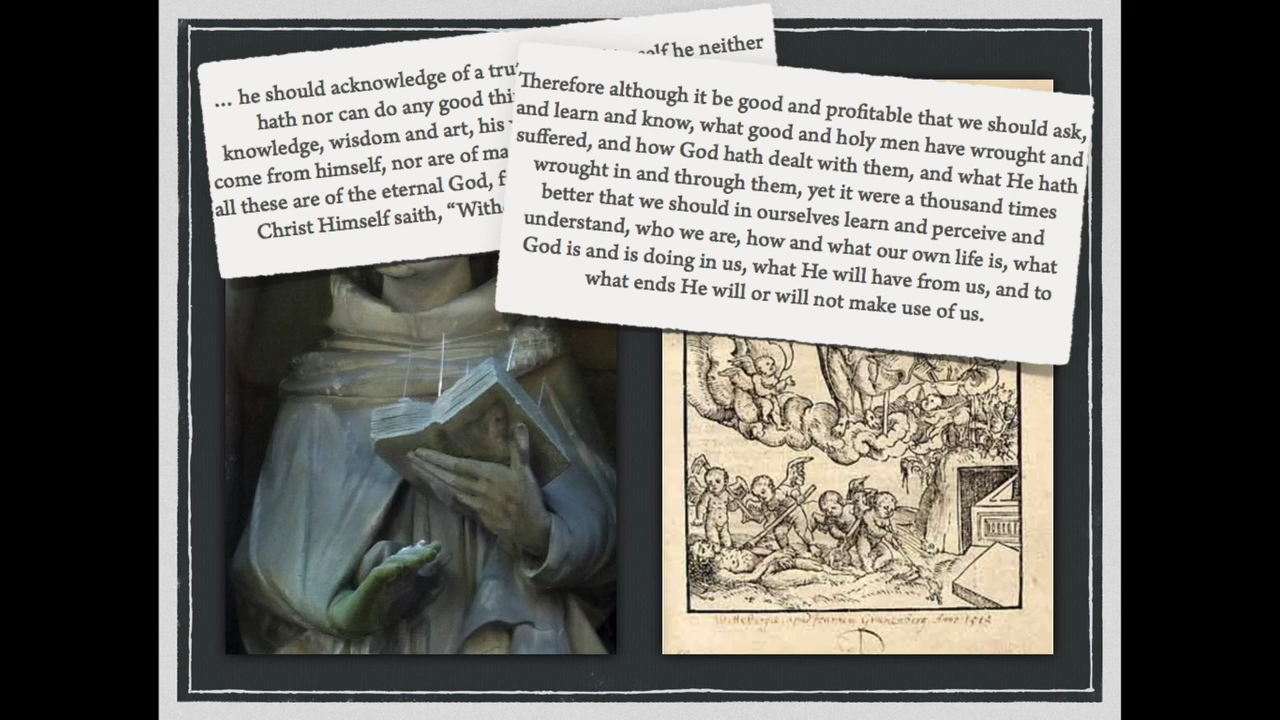 ... he should acknowledge of a
he neither
hath nor can do any good
knowledge, wisdom and art, his
come from himself, nor are of
all these are of the eternal God,
Christ Himself saith,
Therefore although it be good and profitable that we should ask,
and learn and know, what good and holy men have wrought and
suffered, and how God hath dealt with them, and what He hath
wrought in and through them, yet it were a thousand times
better that we should in ourselves learn and perceive and
understand, who we are, how and what our own life is, what
God is and is doing in us, what He will have from us, and to
what ends He will or will not make use of us.